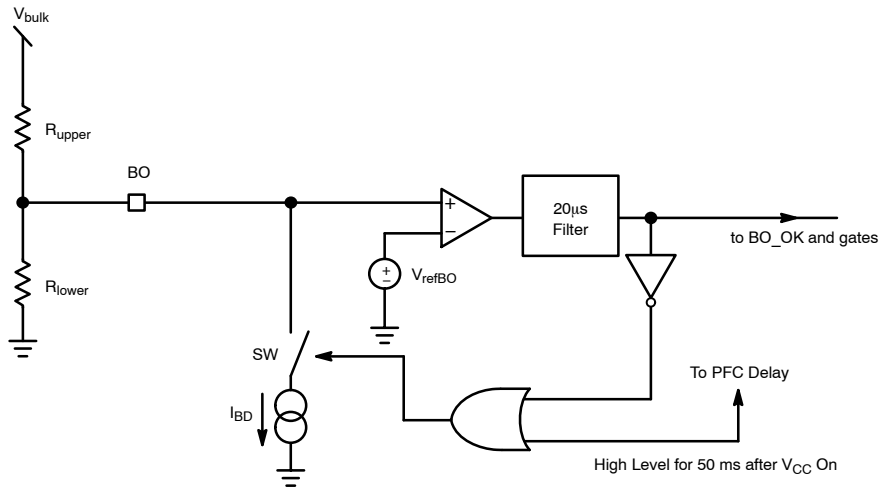 Vbulk
Rupper
BO
Rlower
+
−
20μs
Filter
to BO_OK and gates
+
−
VrefBO
SW
IBD
To PFC Delay
High Level for 50 ms after VCC On